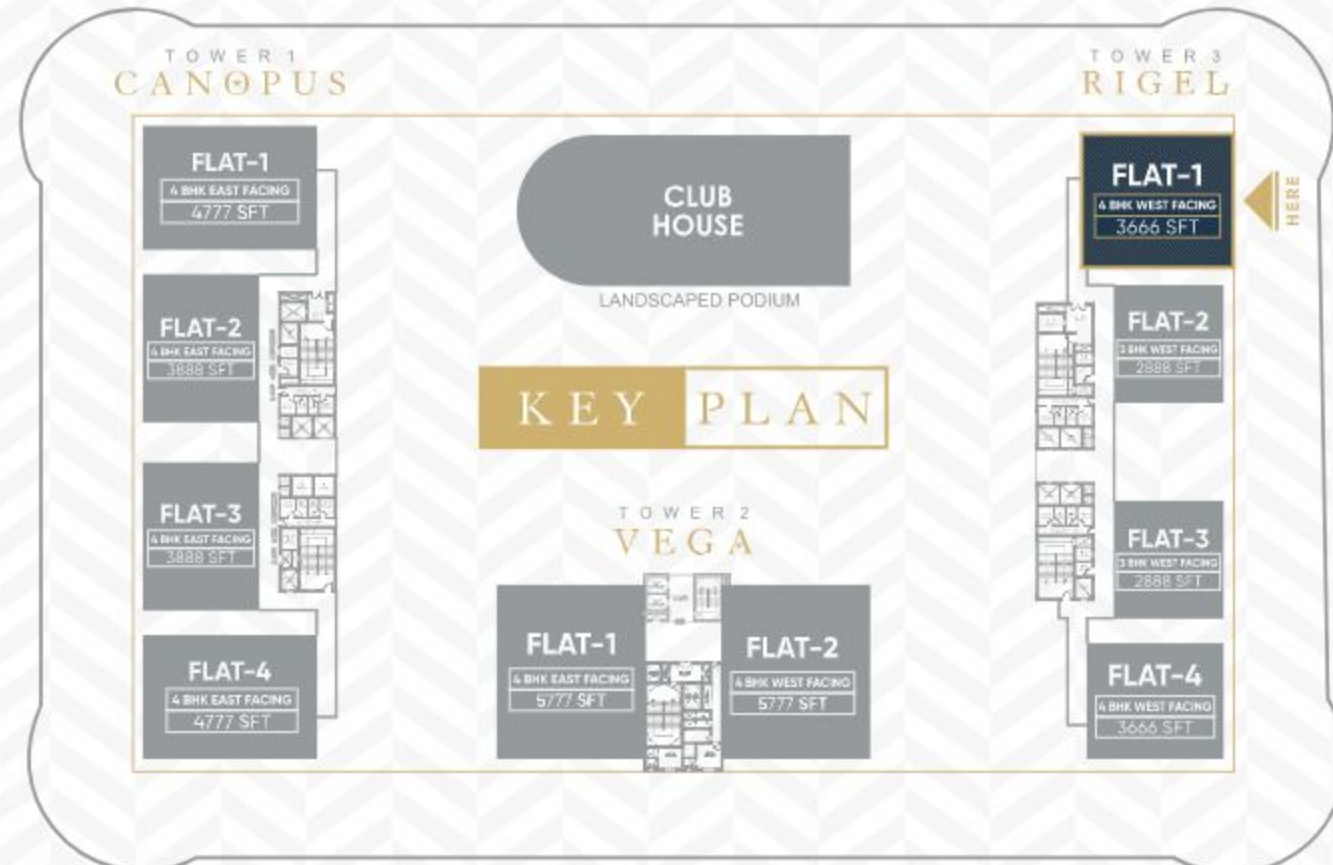 TOWER 1
CANOPUS
TOWER 3
RIGEL
FLAT-1
4 BHK EAST FACING
4777 SFT
CLUB
HOUSE
LANDSCAPED PODIUM
FLAT-1
4 BHK WEST FACING
3666 SFT
HERE
FLAT-2
4 BHK EAST FACING
3888 SFT
FLAT-2
3 BHK WEST FACING
2888 SFT
KEY PLAN
FLAT-3
4 BHK EAST FACING
3888 SFT
TOWER 2
VEGA
FLAT-3
3 BHK WEST FACING
2888 SFT
FLAT-1
4 BHK EAST FACING
5777 SFT
FLAT-2
4 BHK WEST FACING
5777 SFT
FLAT-4
4 BHK EAST FACING
4777 SFT
FLAT-4
4 BHK WEST FACING
3666 SFT